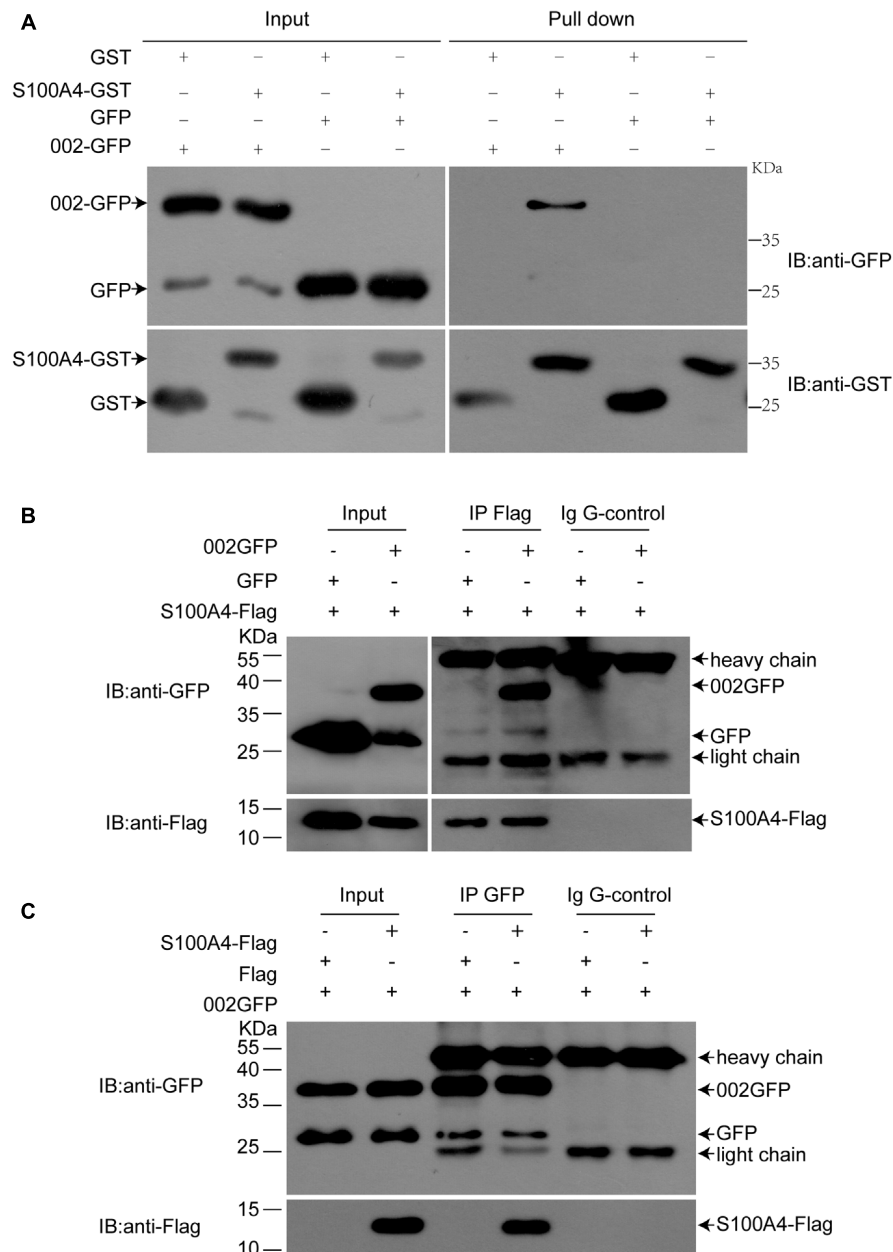 A
Input Pull down
GST + – + – + – + –
S100A4-GST – + – + – + – +
GFP – – + + – – + +
002-GFP + + – – + + – –
KDa
002-GFP
35
IB:anti-GFP
GFP
25
S100A4-GST
35
IB:anti-GST
GST
25
B
Input IP Flag Ig G-control
002GFP - + - + - +
GFP + - + - + -
S100A4-Flag + + + + + +
KDa
55
heavy chain
40
002GFP
IB:anti-GFP
35
GFP
25
light chain
15
IB:anti-Flag
S100A4-Flag
10
C
Input IP GFP Ig G-control
S100A4-Flag - + - + - +
Flag + - + - + -
002GFP + + + + + +
KDa
55
heavy chain
40
IB:anti-GFP
002GFP
35
GFP
25
light chain
15
IB:anti-Flag
S100A4-Flag
10